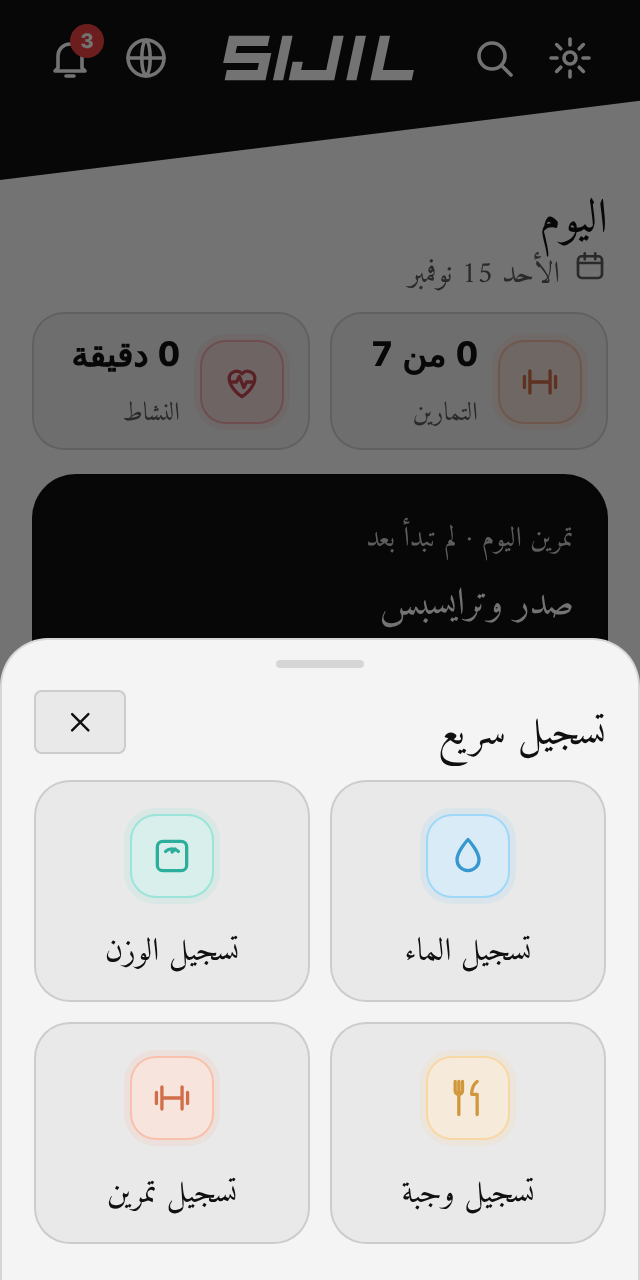 SIJIL
3
اليوم
الأحد 15 نوفمبر
0 من 7
التمارين
0 دقيقة
النشاط
تمرين اليوم · لم تبدأ بعد
صدر وترايسبس
تسجيل سريع
تسجيل الماء
تسجيل الوزن
تسجيل وجبة
تسجيل تمرين